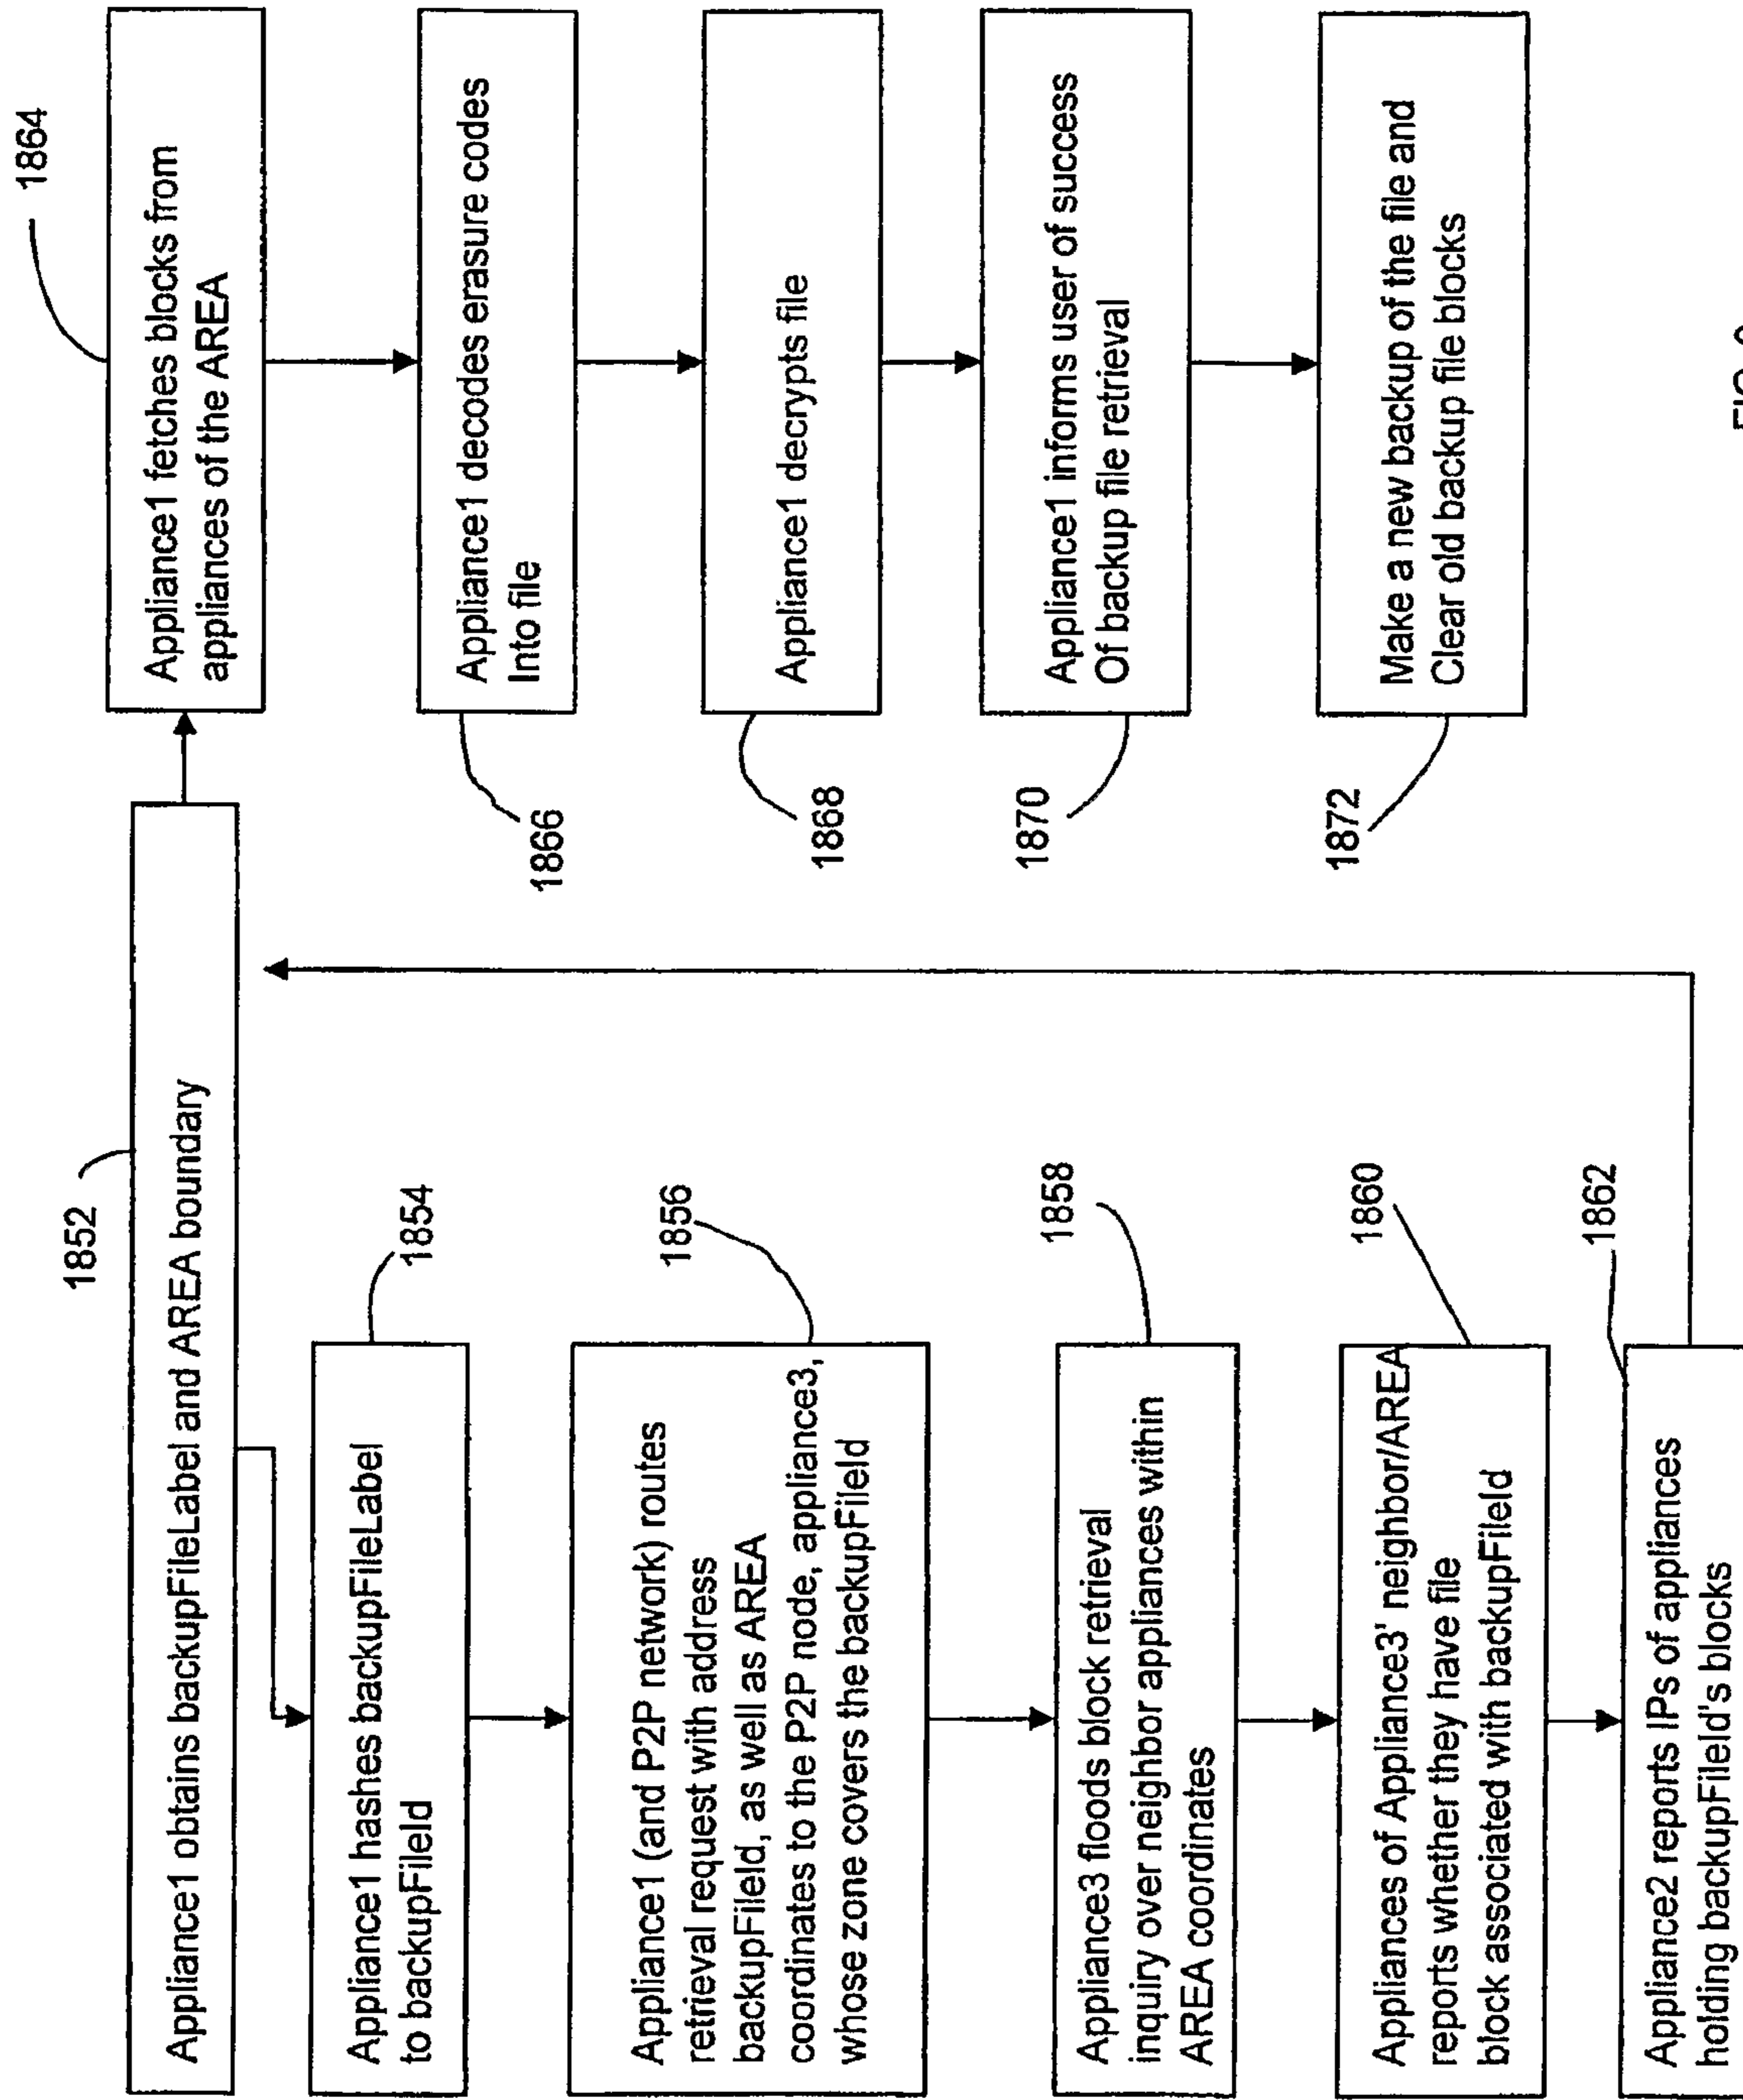 1852
Appliance1 obtains backupFileLabel and AREA boundary
1854
Appliance1 hashes backupFileLabel
to backupFileId
1856
Appliance1 (and P2P network) routes
retrieval request with address
backupFileId, as well as AREA
coordinates to the P2P node, appliance3,
whose zone covers the backupFileId
1858
Appliance3 floods block retrieval
inquiry over neighbor appliances within
AREA coordinates
1860
Appliances of Appliance3' neighbor/AREA
reports whether they have file
block associated with backupFileId
1862
Appliance2 reports IPs of appliances
holding backupFileId's blocks
1864
Appliance1 fetches blocks from
appliances of the AREA
1866
Appliance1 decodes erasure codes
Into file
1868
Appliance1 decrypts file
1870
Appliance1 informs user of success
Of backup file retrieval
1872
Make a new backup of the file and
Clear old backup file blocks
FIG.